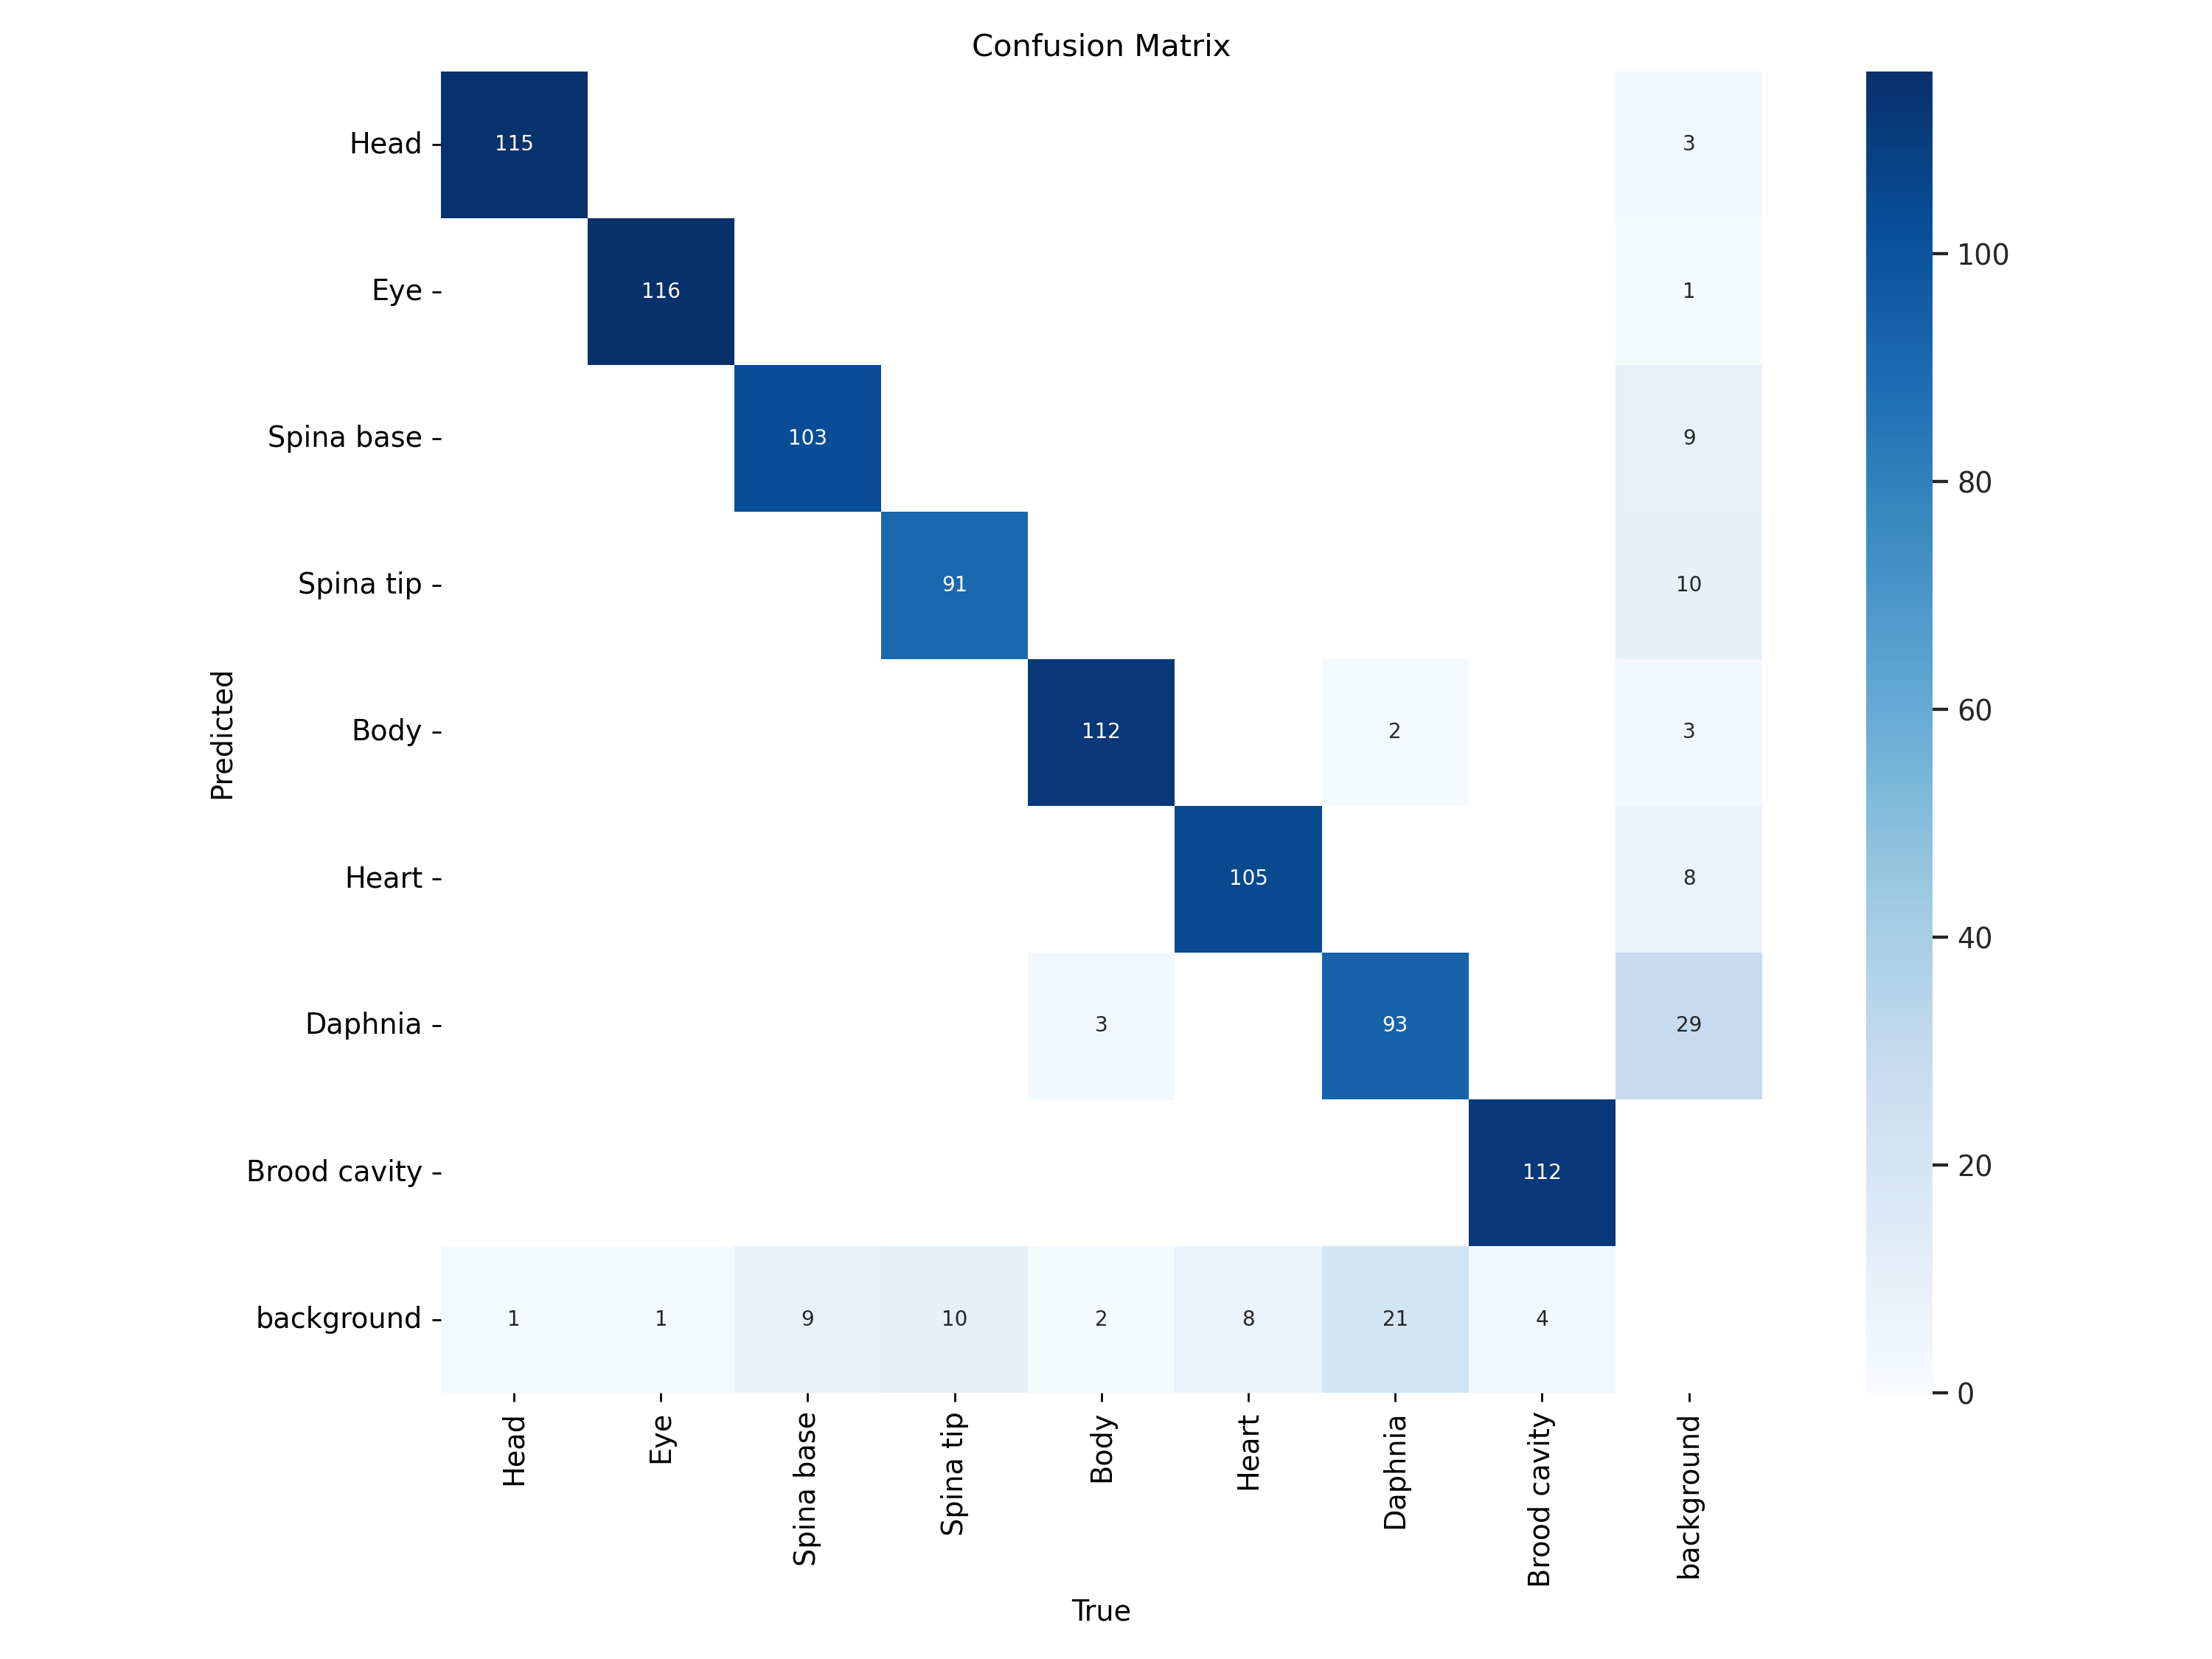 Confusion Matrix
Head 115 3
Eye 116 1
100
Spina base 103 9
80
Spina tip 91 10
Predicted
60
Body 112 2 3
Heart 105 8
40
Daphnia 3 93 29
20
Brood cavity 112
background 1 1 9 10 2 8 21 4
0
Head Eye Spina base Spina tip Body Heart Daphnia Brood cavity background
True